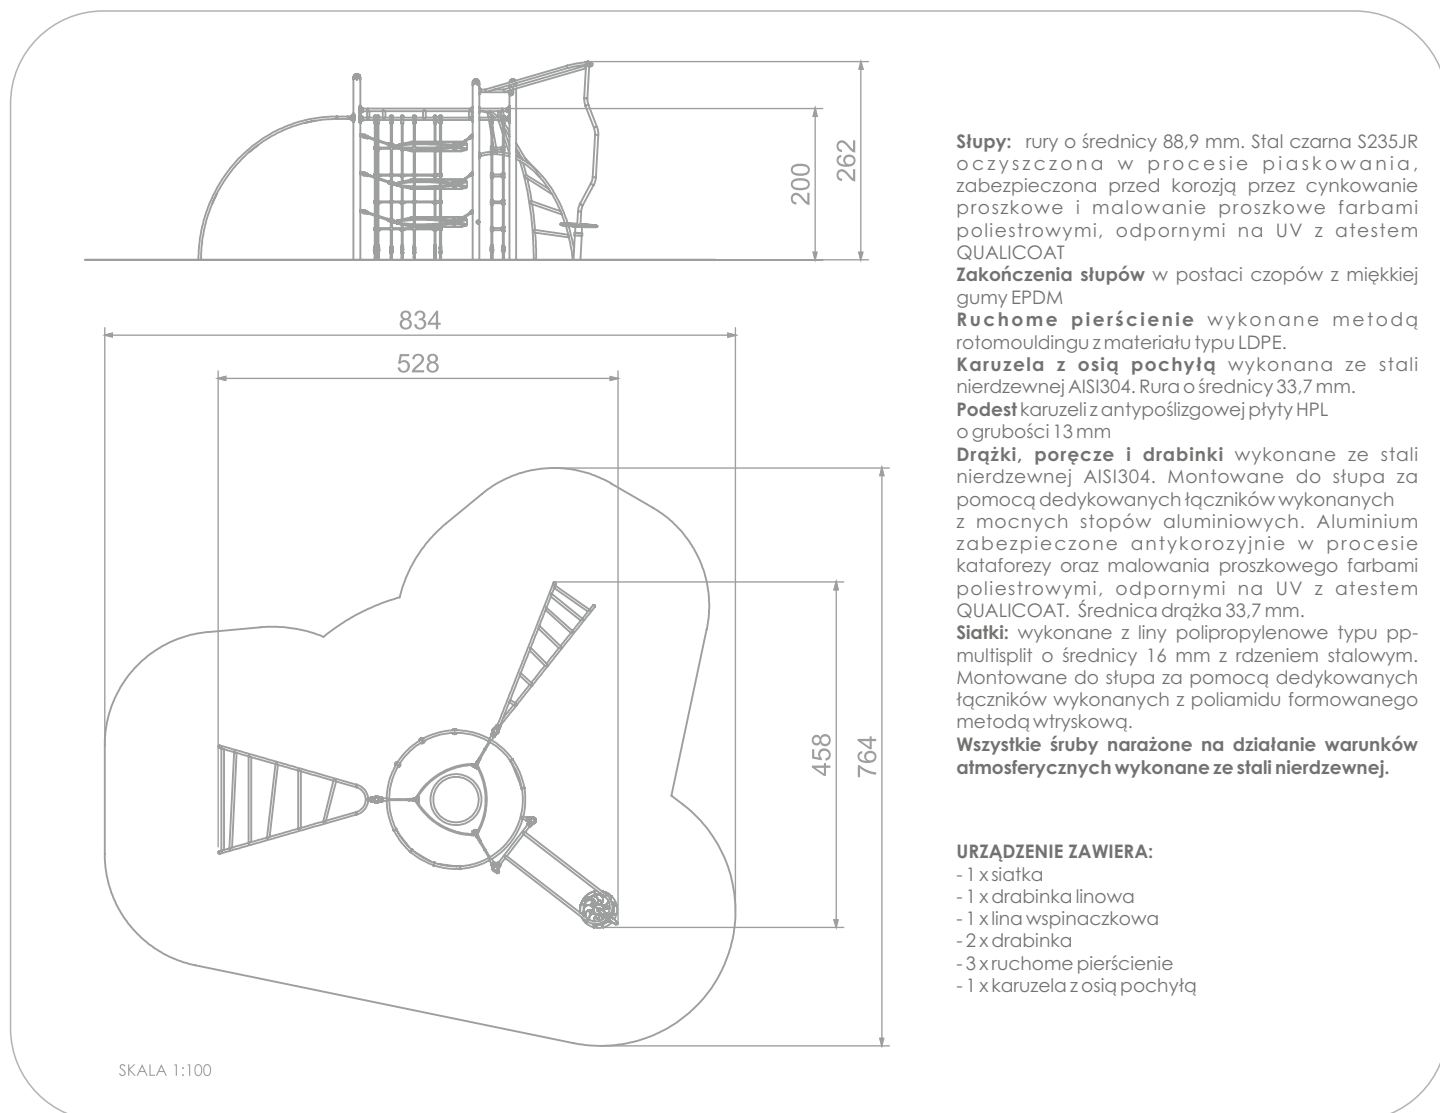 262
200
834
528
458
764
SKALA 1:100
Słupy: rury o średnicy 88,9 mm. Stal czarna S235JR
oczyszczona w procesie piaskowania,
zabezpieczona przed korozją przez cynkowanie
proszkowe i malowanie proszkowe farbami
poliestrowymi, odpornymi na UV z atestem
QUALICOAT
Zakończenia słupów w postaci czopów z miękkiej
gumy EPDM
Ruchome pierścienie wykonane metodą
rotomouldingu z materiału typu LDPE.
Karuzela z osią pochyłą wykonana ze stali
nierdzewnej AISI304. Rura o średnicy 33,7 mm.
Podest karuzeli z antypoślizgowej płyty HPL
o grubości 13 mm
Drążki, poręcze i drabinki wykonane ze stali
nierdzewnej AISI304. Montowane do słupa za
pomocą dedykowanych łączników wykonanych
z mocnych stopów aluminiowych. Aluminium
zabezpieczone antykorozyjnie w procesie
kataforezy oraz malowania proszkowego farbami
poliestrowymi, odpornymi na UV z atestem
QUALICOAT. Średnica drążka 33,7 mm.
Siatki: wykonane z liny polipropylenowe typu pp-
multisplit o średnicy 16 mm z rdzeniem stalowym.
Montowane do słupa za pomocą dedykowanych
łączników wykonanych z poliamidu formowanego
metodą wtryskową.
Wszystkie śruby narażone na działanie warunków
atmosferycznych wykonane ze stali nierdzewnej.
URZĄDZENIE ZAWIERA:
- 1 x siatka
- 1 x drabinka linowa
- 1 x lina wspinaczkowa
- 2 x drabinka
- 3 x ruchome pierścienie
- 1 x karuzela z osią pochyłą